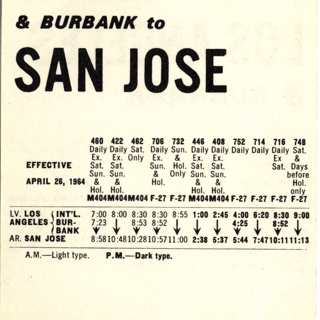 & BURBANK to
SAN JOSE
460 422 462 706 732 446 408 752 714 716 748
Daily Daily Sat. Daily Sun. Daily Daily Daily Daily Daily Sat.
Ex. Ex. Only Ex. & Ex. Ex. Ex. &
Sat. Sat. Sun. Hol. Sat. Sat. Sat. Days
EFFECTIVE
Sun. Sun. & Only Sun. Sun. before
& & Hol. & & Hol.
APRIL 26, 1964
Hol. Hol. Hol. Hol. only
M404 M404 M404 F-27 F-27 M404 M404 F-27 F-27 F-27 F-27
LV. LOS INT'L. 7:00 8:00 8:30 8:30 8:55 1:00 2:45 4:00 6:20 8:30 9:00
ANGELES BUR- 7:23 8:53 8:52 4:25 8:52
BANK
AR. SAN JOSE 8:58 10:48 10:28 10:57 11:00 2:38 5:37 5:44 7:47 10:11 11:13
A.M.—Light type. P.M.—Dark type.